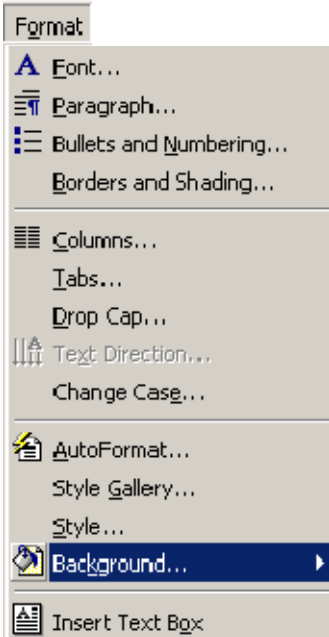 Format
Font...
Paragraph...
Bullets and Numbering...
Borders and Shading...
Columns...
Tabs...
Drop Cap...
Text Direction...
Change Case...
AutoFormat...
Style Gallery...
Style...
Background...
Insert Text Box